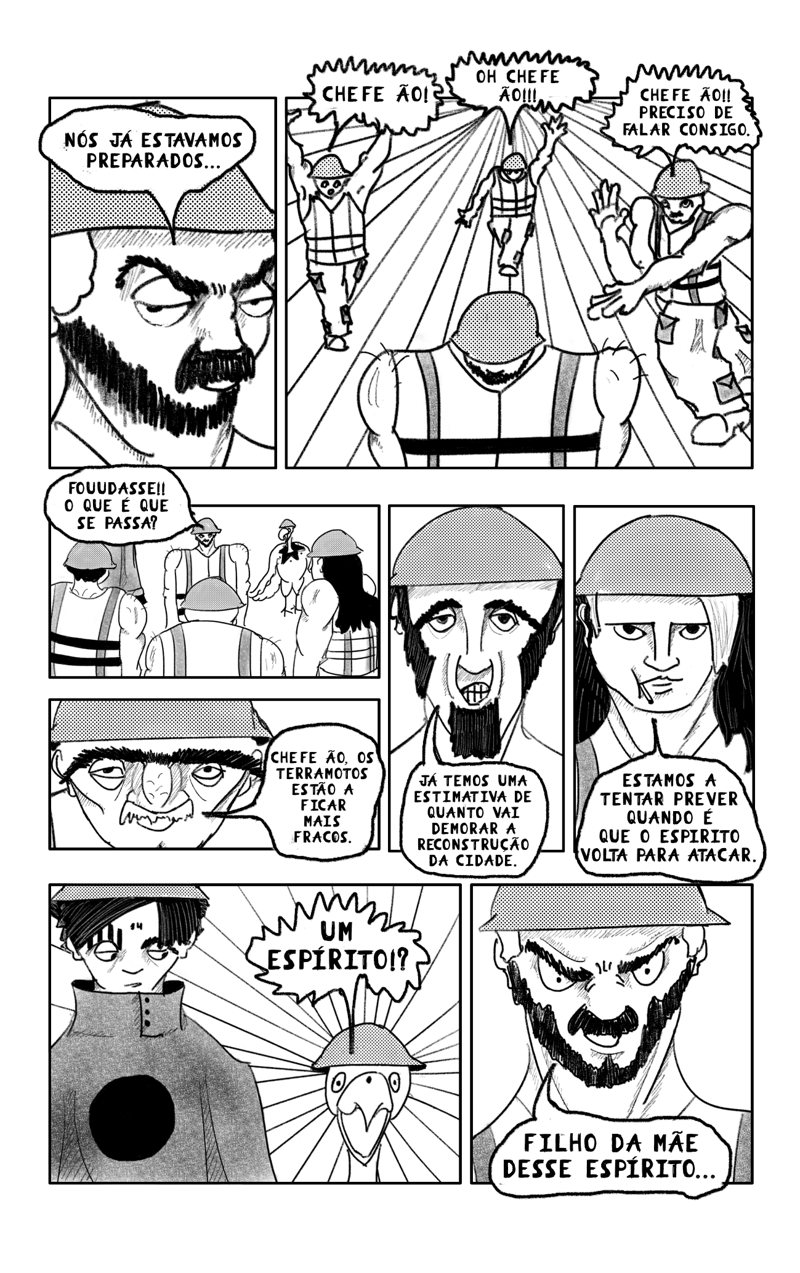 NÓS JÁ ESTAVAMOS
PREPARADOS...
CHEFE ÃO!
OH CHEFE
ÃO!!!
CHEFE ÃO!!
PRECISO DE
FALAR CONSIGO.
FOUUDASSE!!
O QUE É QUE
SE PASSA?
CHEFE ÃO, OS
TERRAMOTOS
ESTÃO A
FICAR
MAIS
FRACOS.
JÁ TEMOS UMA
ESTIMATIVA DE
QUANTO VAI
DEMORAR A
RECONSTRUÇÃO
DA CIDADE.
ESTAMOS A
TENTAR PREVER
QUANDO É
QUE O ESPIRITO
VOLTA PARA ATACAR.
UM
ESPÍRITO!?
FILHO DA MÃE
DESSE ESPÍRITO...